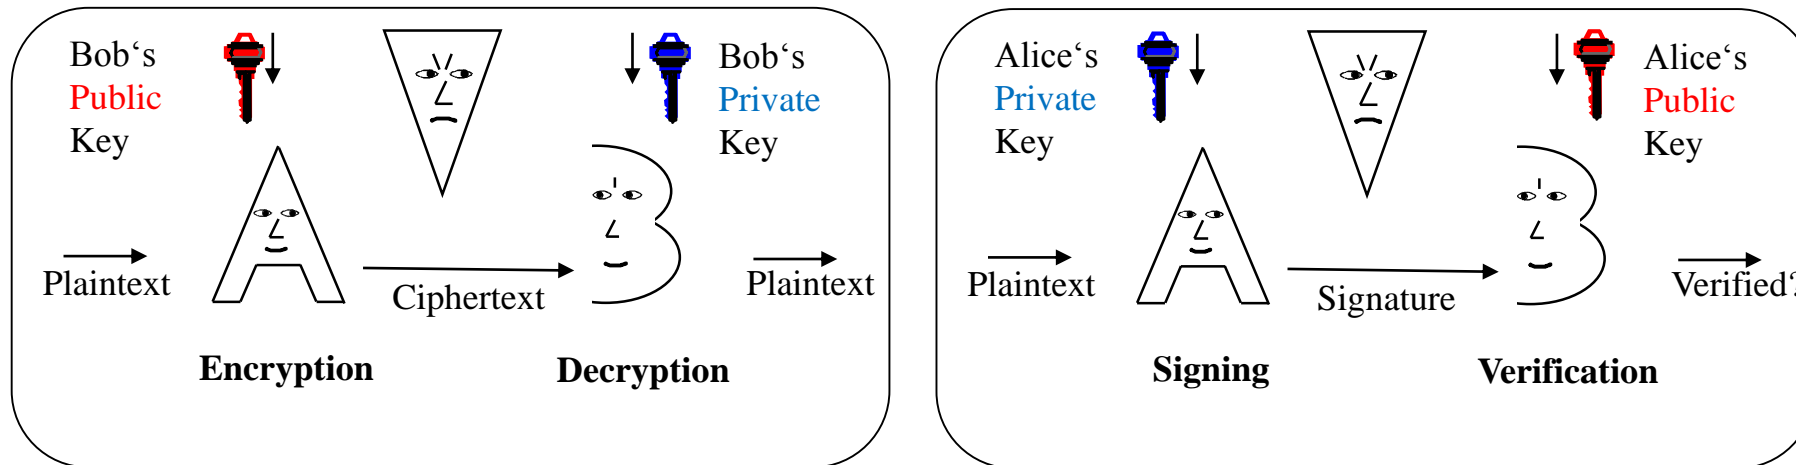 Bob‘s
Public
Key
Bob‘s
Private
Key
Plaintext
Ciphertext
Plaintext
Encryption
Decryption
Alice‘s
Private
Key
Alice‘s
Public
Key
Plaintext
Signature
Verified?
Signing
Verification